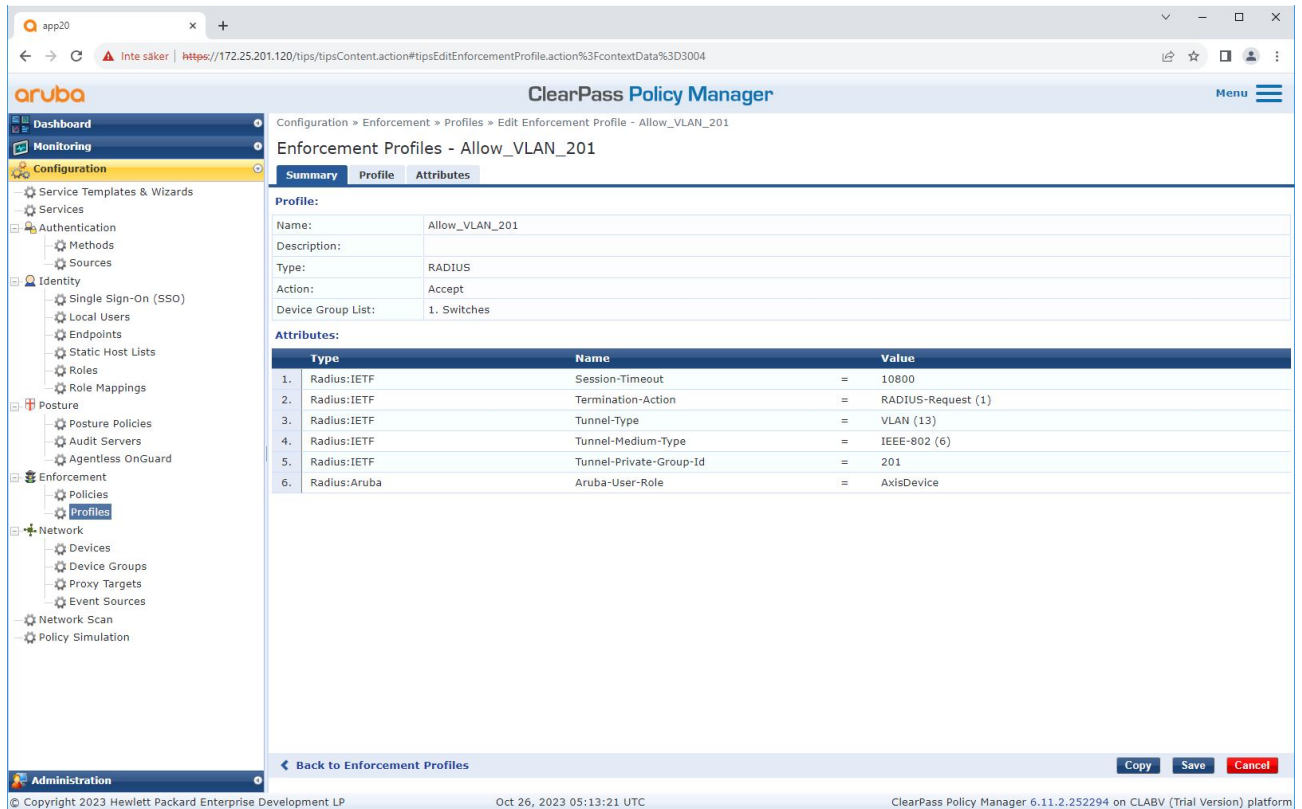 app20
Inte säker | https://172.25.201.120/tips/tipsContent.action#tipsEditEnforcementProfile.action%3FcontextData%3D3004
aruba
ClearPass Policy Manager
Menu
Dashboard
Monitoring
Configuration
Service Templates & Wizards
Services
Authentication
Methods
Sources
Identity
Single Sign-On (SSO)
Local Users
Endpoints
Static Host Lists
Roles
Role Mappings
Posture
Posture Policies
Audit Servers
Agentless OnGuard
Enforcement
Policies
Profiles
Network
Devices
Device Groups
Proxy Targets
Event Sources
Network Scan
Policy Simulation
Administration
Configuration » Enforcement » Profiles » Edit Enforcement Profile - Allow_VLAN_201
Enforcement Profiles - Allow_VLAN_201
Summary Profile Attributes
Profile:
Name: Allow_VLAN_201
Description:
Type: RADIUS
Action: Accept
Device Group List: 1. Switches
Attributes:
Type Name Value
1. Radius:IETF Session-Timeout = 10800
2. Radius:IETF Termination-Action = RADIUS-Request (1)
3. Radius:IETF Tunnel-Type = VLAN (13)
4. Radius:IETF Tunnel-Medium-Type = IEEE-802 (6)
5. Radius:IETF Tunnel-Private-Group-Id = 201
6. Radius:Aruba Aruba-User-Role = AxisDevice
Back to Enforcement Profiles
Copy Save Cancel
© Copyright 2023 Hewlett Packard Enterprise Development LP Oct 26, 2023 05:13:21 UTC ClearPass Policy Manager 6.11.2.252294 on CLABV (Trial Version) platform